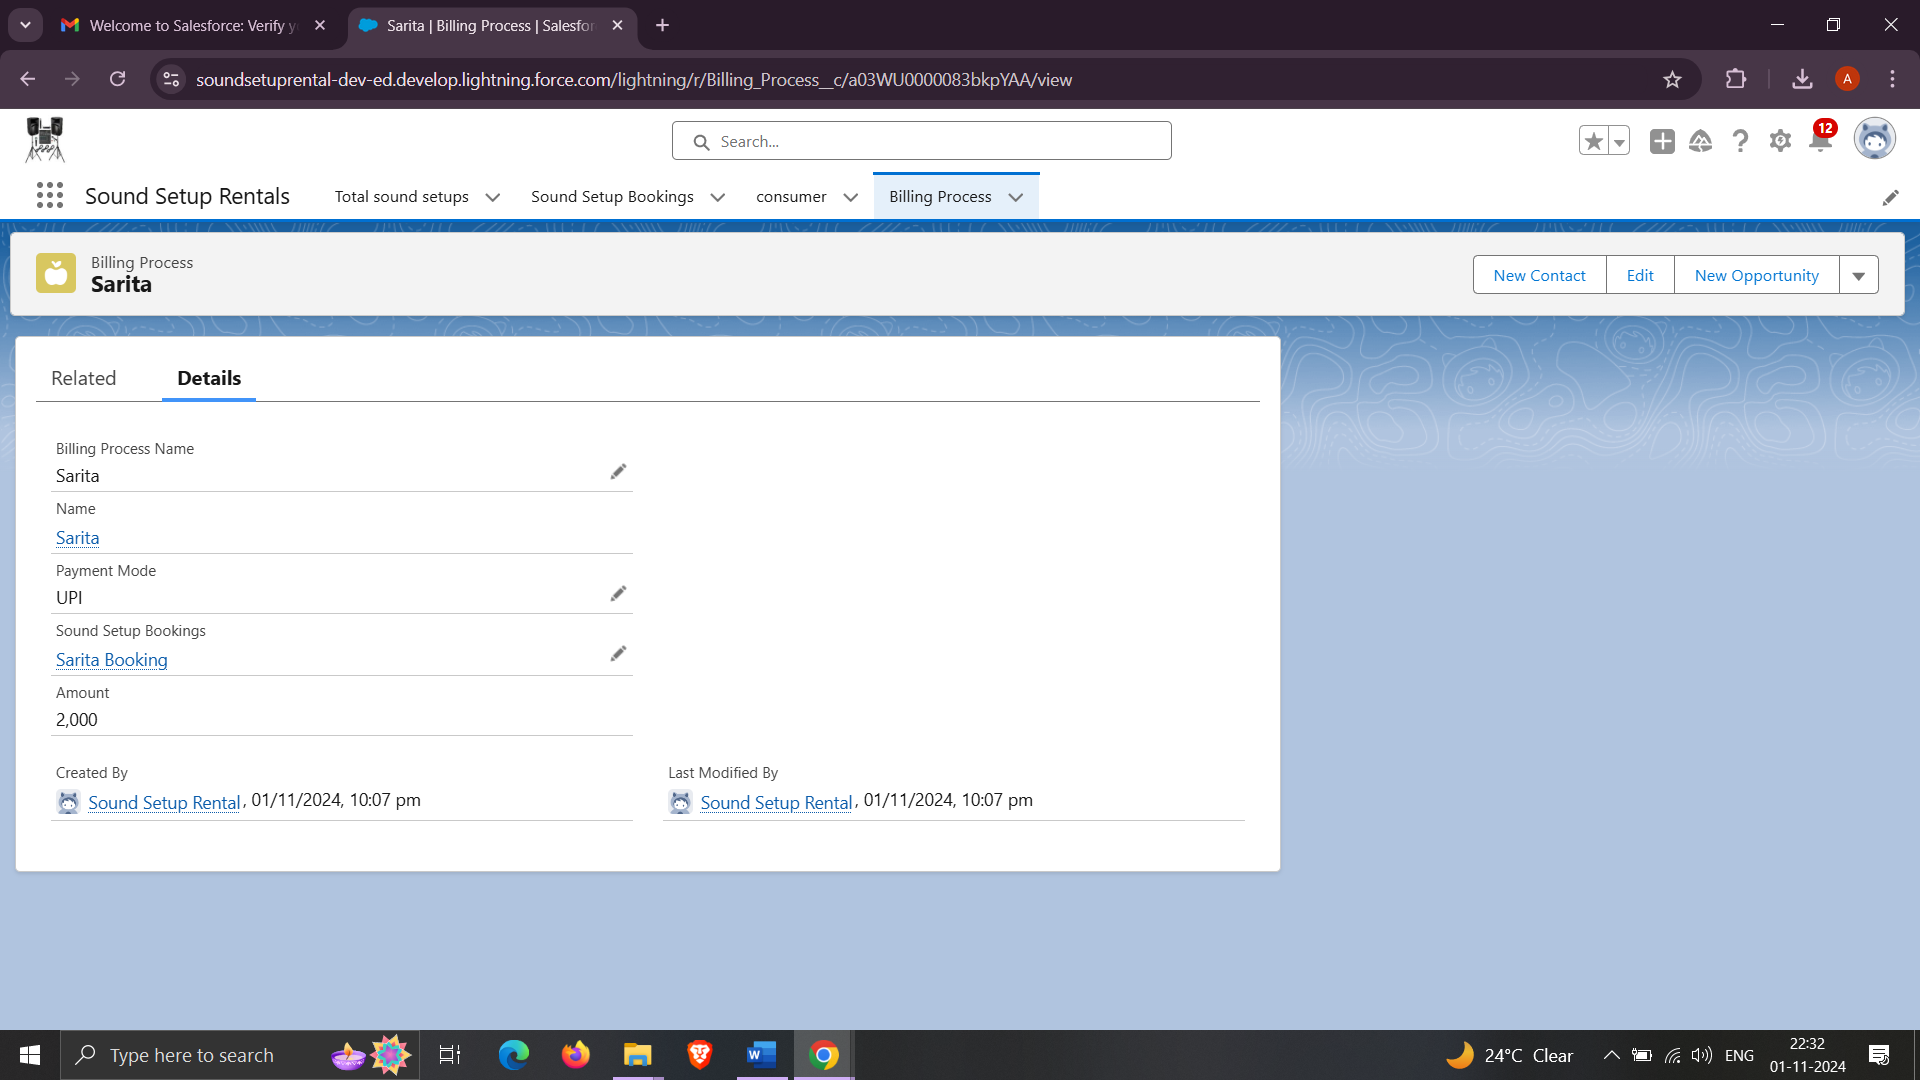 Welcome to Salesforce: Verify y
Sarita | Billing Process | Salesfor
soundsetuprental-dev-ed.develop.lightning.force.com/lightning/r/Billing_Process__c/a03WU0000083bkpYAA/view
A
Search...
12
Sound Setup Rentals
Total sound setups
Sound Setup Bookings
consumer
Billing Process
Billing Process
Sarita
New Contact
Edit
New Opportunity
Related
Details
Billing Process Name
Sarita
Name
Sarita
Payment Mode
UPI
Sound Setup Bookings
Sarita Booking
Amount
2,000
Created By
Sound Setup Rental, 01/11/2024, 10:07 pm
Last Modified By
Sound Setup Rental, 01/11/2024, 10:07 pm
Type here to search
W
24°C Clear
ENG
22:32
01-11-2024